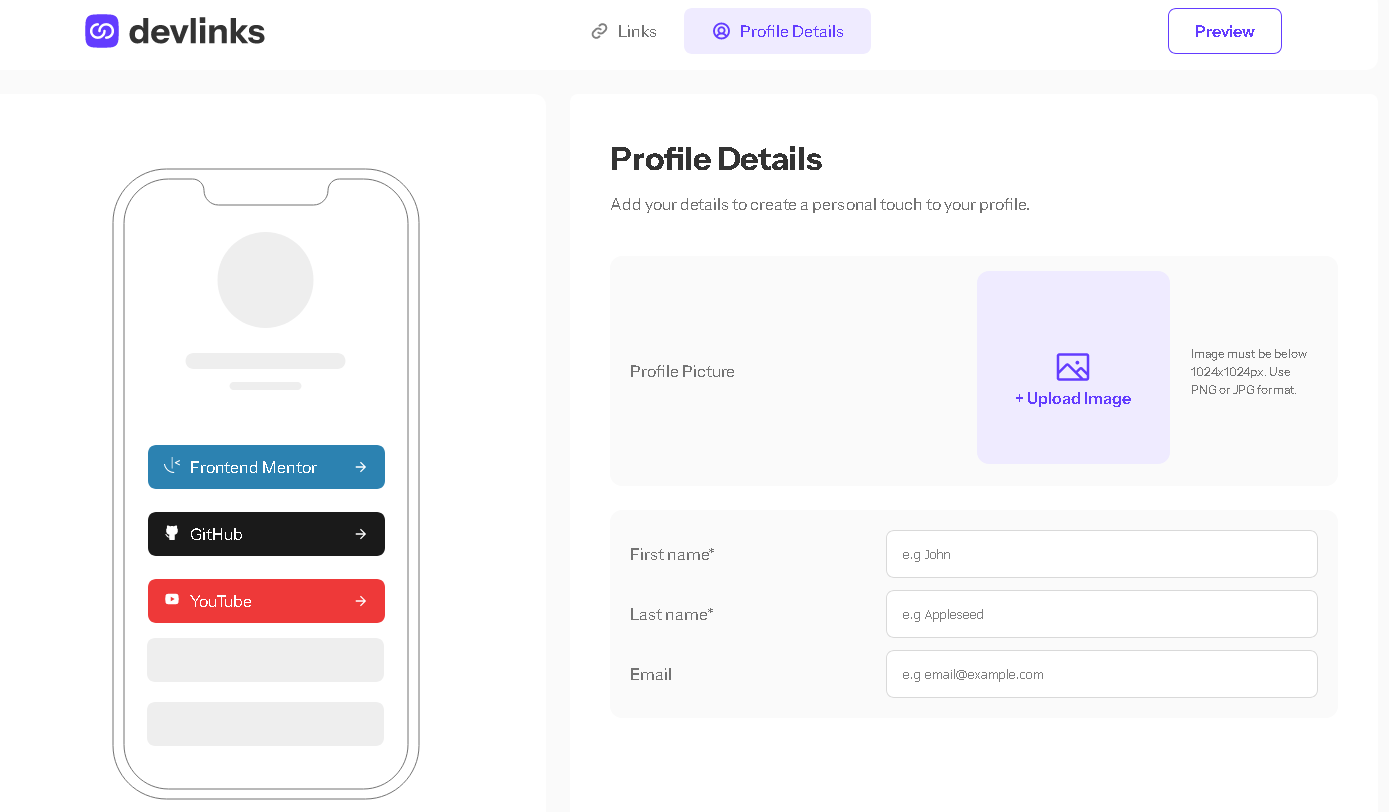 devlinks
Links
Profile Details
Preview
Profile Details
Add your details to create a personal touch to your profile.
Profile Picture
+ Upload Image
Image must be below
1024x1024px. Use
PNG or JPG format.
Frontend Mentor
GitHub
YouTube
First name*
e.g John
Last name*
e.g Appleseed
Email
e.g email@example.com